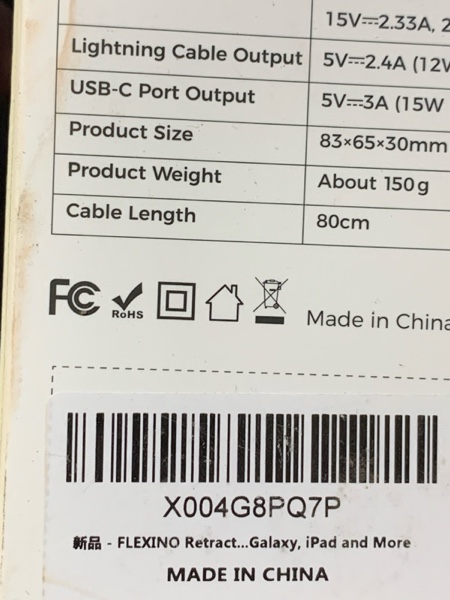 15V⎓2.33A, 2
Lightning Cable Output 5V⎓2.4A (12W
USB-C Port Output 5V⎓3A (15W
Product Size 83×65×30mm
Product Weight About 150g
Cable Length 80cm
FC RoHS Made in China
X004G8PQ7P
新品 - FLEXINO Retract...Galaxy, iPad and More
MADE IN CHINA